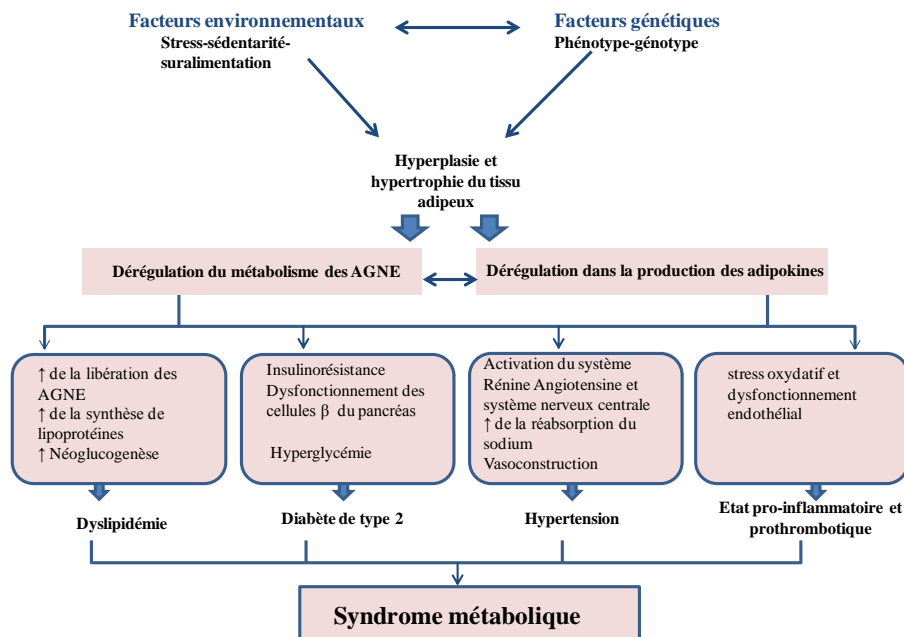 Facteurs environnementaux
Stress-sédentarité-
suralimentation
Facteurs génétiques
Phénotype-génotype
Hyperplasie et
hypertrophie du tissu
adipeux
Dérégulation du métabolisme des AGNE
Dérégulation dans la production des adipokines
↑ de la libération des
AGNE
↑ de la synthèse de
lipoprotéines
↑ Néoglucogenèse
Insulinorésistance
Dysfonctionnement des
cellules β du pancréas
Hyperglycémie
Activation du système
Rénine Angiotensine et
système nerveux centrale
↑ de la réabsorption du
sodium
Vasoconstruction
stress oxydatif et
dysfonctionnement
endothélial
Dyslipidémie
Diabète de type 2
Hypertension
Etat pro-inflammatoire et
prothrombotique
Syndrome métabolique